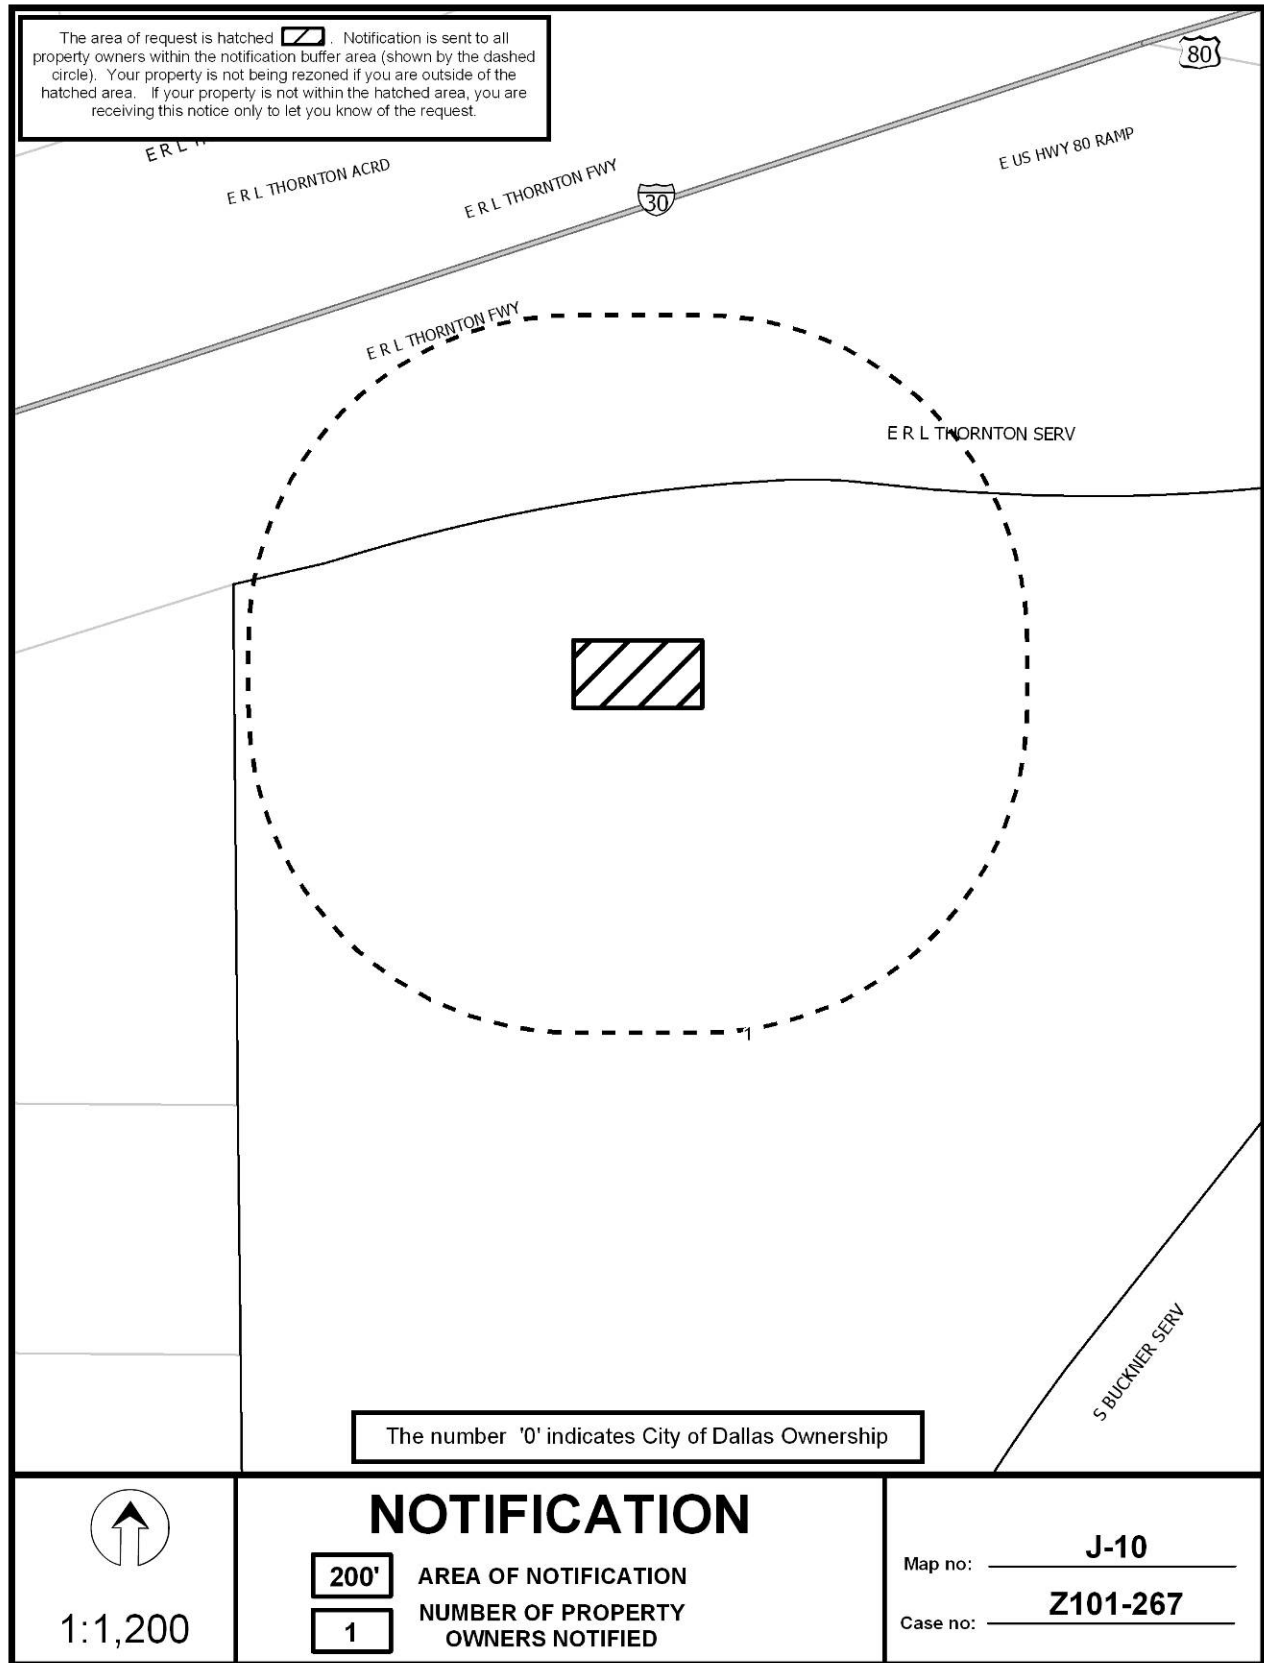 The area of request is hatched . Notification is sent to all
property owners within the notification buffer area (shown by the dashed
circle). Your property is not being rezoned if you are outside of the
hatched area. If your property is not within the hatched area, you are
receiving this notice only to let you know of the request.
80
E R L
E R L THORNTON ACRD
E R L THORNTON FWY
30
E US HWY 80 RAMP
E R L THORNTON FWY
E R L THORNTON SERV
1
S BUCKNER SERV
The number '0' indicates City of Dallas Ownership
1:1,200
NOTIFICATION
200' AREA OF NOTIFICATION
1 NUMBER OF PROPERTY
OWNERS NOTIFIED
Map no: J-10
Case no: Z101-267